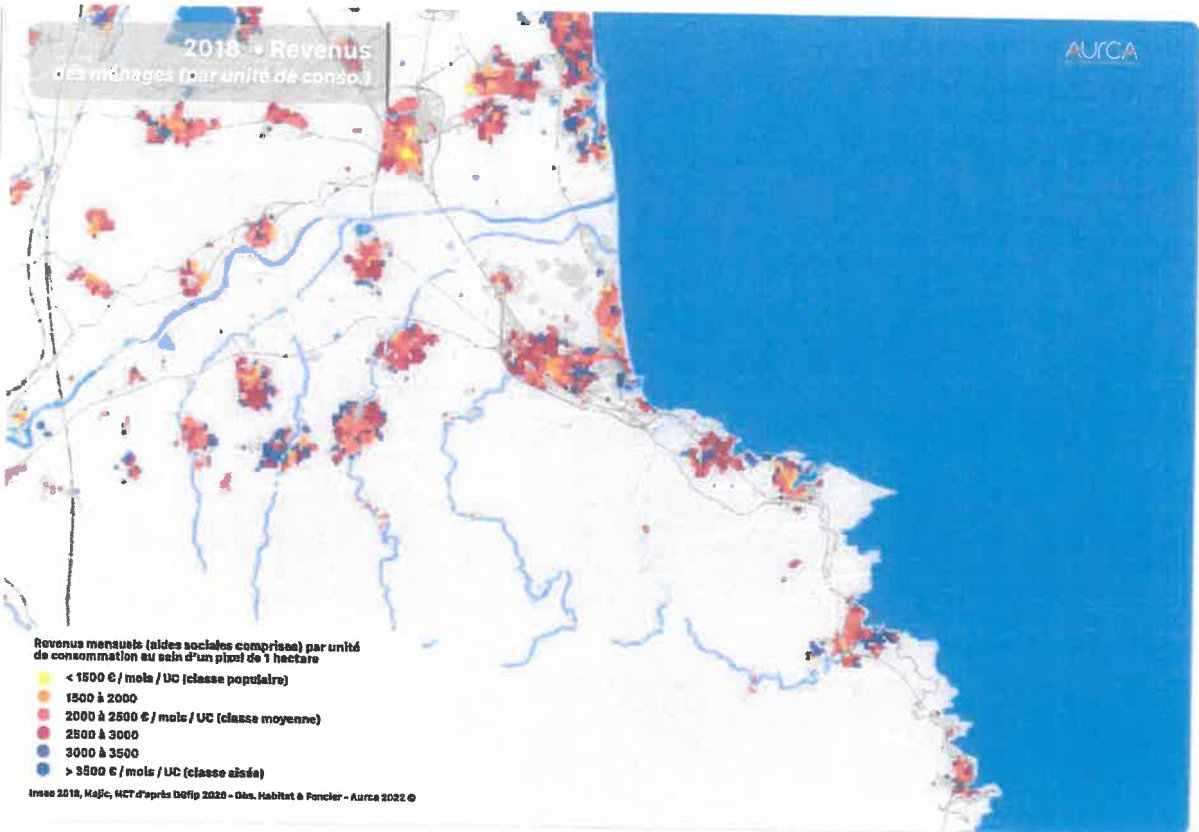 2018 • Revenus
des ménages (par unité de conso.)
AURCA
Revenus mensuels (aides sociales comprises) par unité
de consommation au sein d'un pixel de 1 hectare
< 1500 € / mois / UC (classe populaire)
1500 à 2000
2000 à 2500 € / mois / UC (classe moyenne)
2500 à 3000
3000 à 3500
> 3500 € / mois / UC (classe aisée)
Insee 2018, Majic, MCT d'après DGfip 2020 - Obs. Habitat & Foncier - Aurca 2022 ©